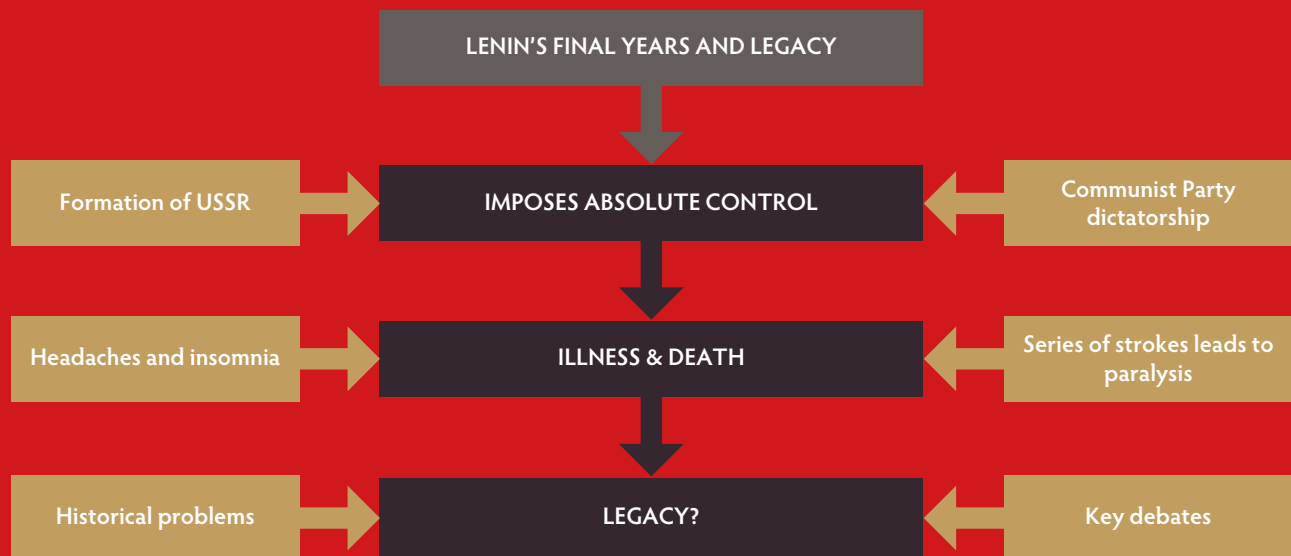 LENIN'S FINAL YEARS AND LEGACY
Formation of USSR
IMPOSES ABSOLUTE CONTROL
Communist Party
dictatorship
Headaches and insomnia
ILLNESS & DEATH
Series of strokes leads to
paralysis
Historical problems
LEGACY?
Key debates